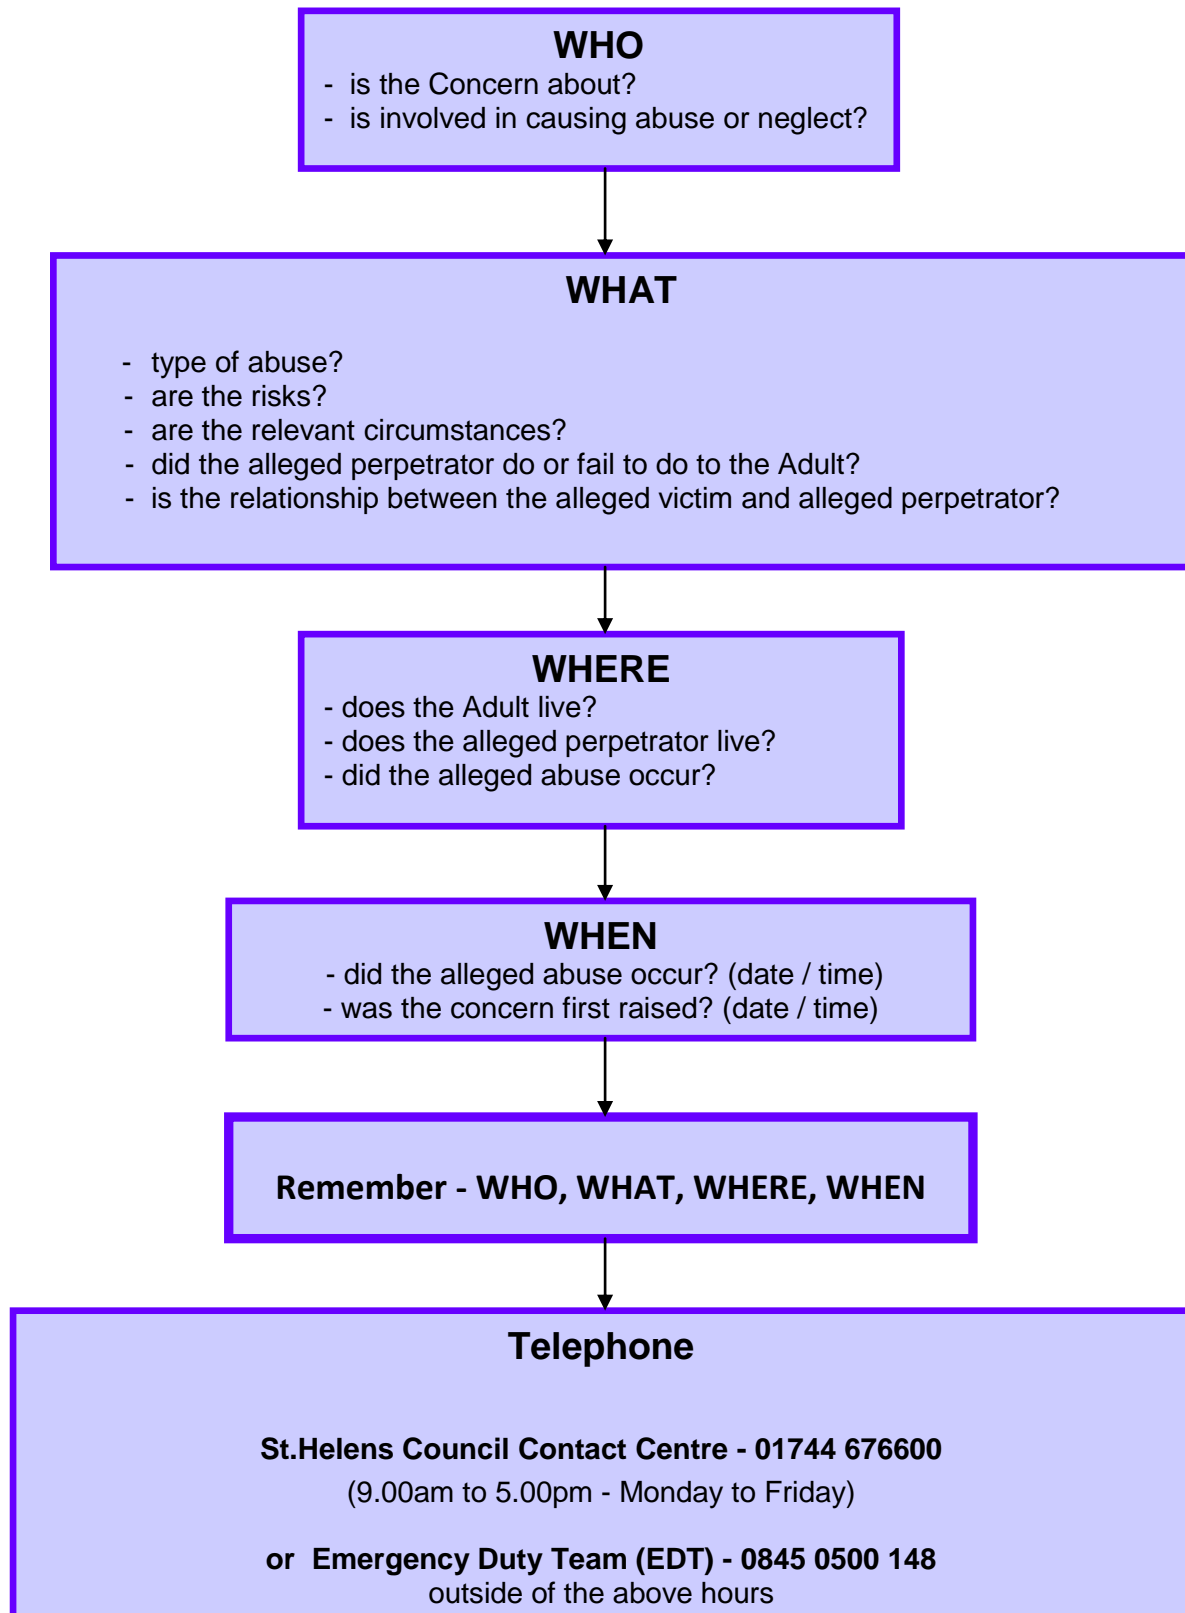 WHO
- is the Concern about?
- is involved in causing abuse or neglect?
WHAT
- type of abuse?
- are the risks?
- are the relevant circumstances?
- did the alleged perpetrator do or fail to do to the Adult?
- is the relationship between the alleged victim and alleged perpetrator?
WHERE
- does the Adult live?
- does the alleged perpetrator live?
- did the alleged abuse occur?
WHEN
- did the alleged abuse occur? (date / time)
- was the concern first raised? (date / time)
Remember - WHO, WHAT, WHERE, WHEN
Telephone
St.Helens Council Contact Centre - 01744 676600
(9.00am to 5.00pm - Monday to Friday)
or Emergency Duty Team (EDT) - 0845 0500 148
outside of the above hours